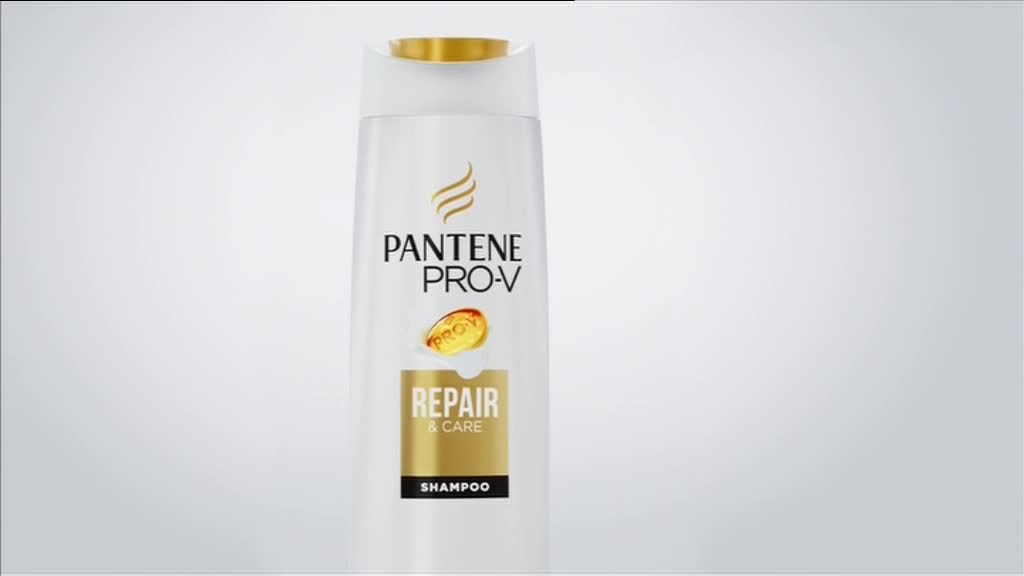 PANTENE
PRO-V
PRO-V
REPAIR
& CARE
SHAMPOO